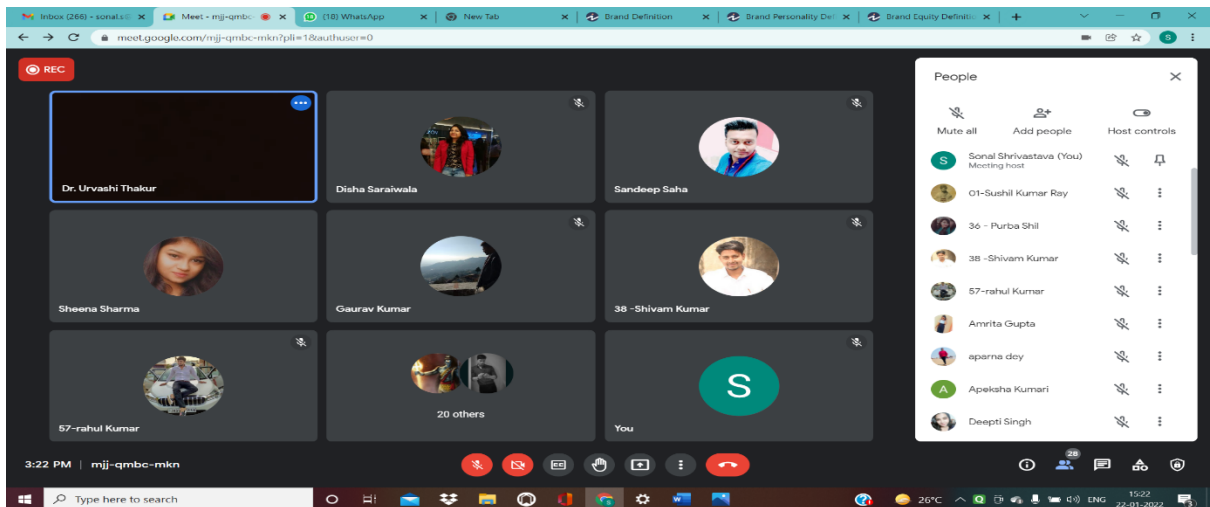 Inbox (266) - sonal.s
Meet - mjj-qmbc-
(18) WhatsApp
New Tab
Brand Definition
Brand Personality Def
Brand Equity Definitio
meet.google.com/mjj-qmbc-mkn?pli=1&authuser=0
S
REC
Dr. Urvashi Thakur
Disha Saraiwala
Sandeep Saha
Sheena Sharma
Gaurav Kumar
38 -Shivam Kumar
57-rahul Kumar
20 others
S
You
People
Mute all
Add people
Host controls
S
Sonal Shrivastava (You)
Meeting host
01-Sushil Kumar Ray
36 - Purba Shil
38 -Shivam Kumar
57-rahul Kumar
Amrita Gupta
aparna dey
A
Apeksha Kumari
Deepti Singh
3:22 PM | mjj-qmbc-mkn
CC
28
Type here to search
26°C
ENG
15:22
22-01-2022